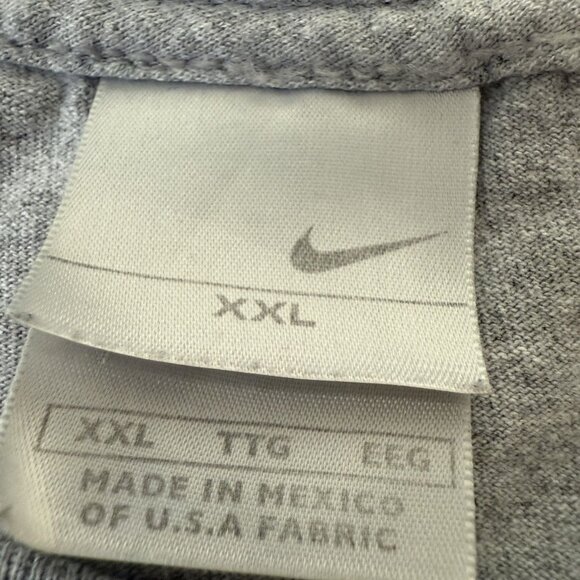 XXL
XXL TTG EEG
MADE IN MEXICO
OF U.S.A FABRIC